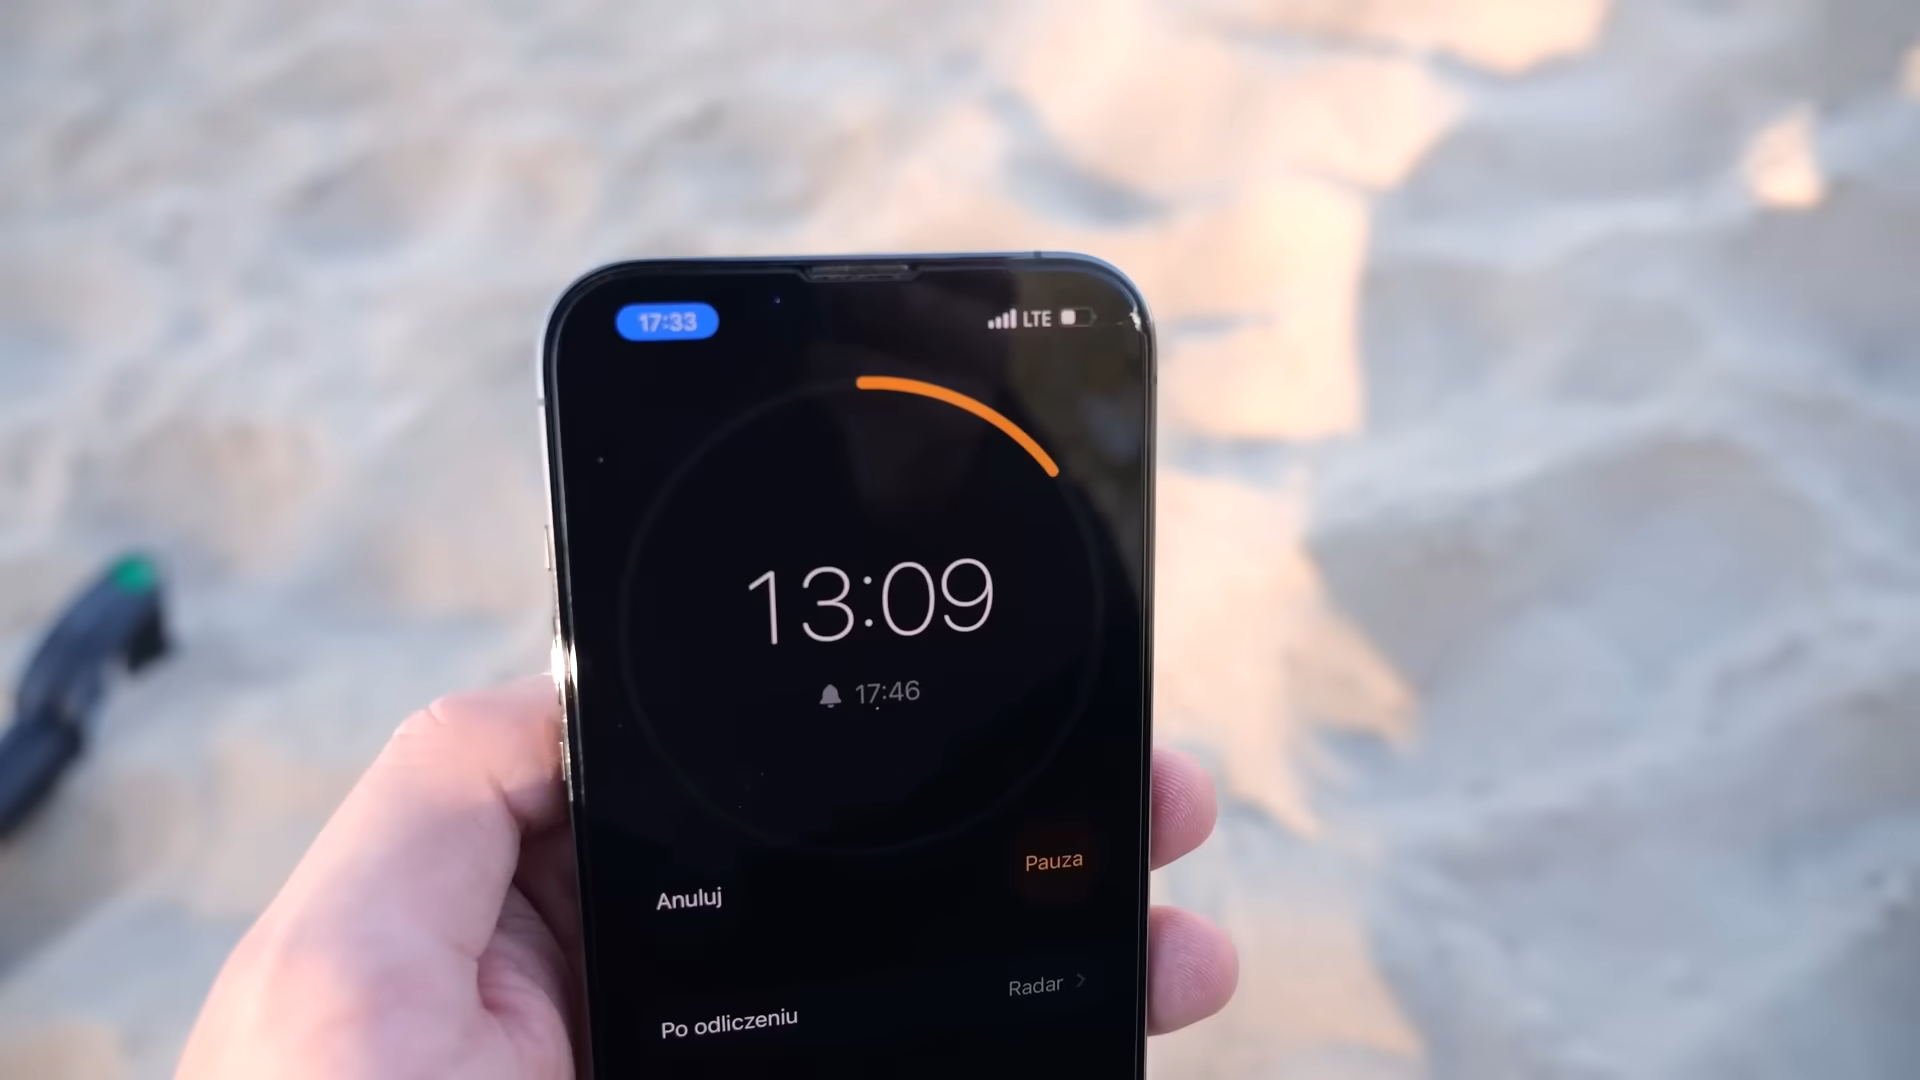 17:33
LTE
13:09
17:46
Pauza
Anuluj
Radar
Po odliczeniu